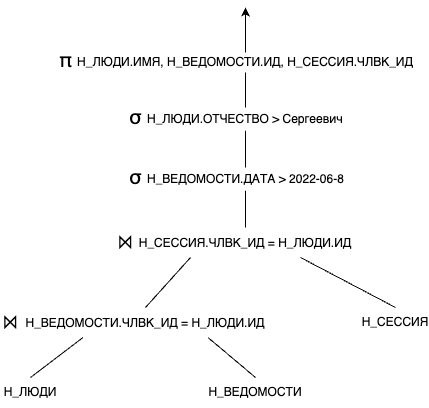 π Н_ЛЮДИ.ИМЯ, Н_ВЕДОМОСТИ.ИД, Н_СЕССИЯ.ЧЛВК_ИД
σ Н_ЛЮДИ.ОТЧЕСТВО > Сергеевич
σ Н_ВЕДОМОСТИ.ДАТА > 2022-06-8
⋈ Н_СЕССИЯ.ЧЛВК_ИД = Н_ЛЮДИ.ИД
⋈ Н_ВЕДОМОСТИ.ЧЛВК_ИД = Н_ЛЮДИ.ИД
Н_СЕССИЯ
Н_ЛЮДИ
Н_ВЕДОМОСТИ